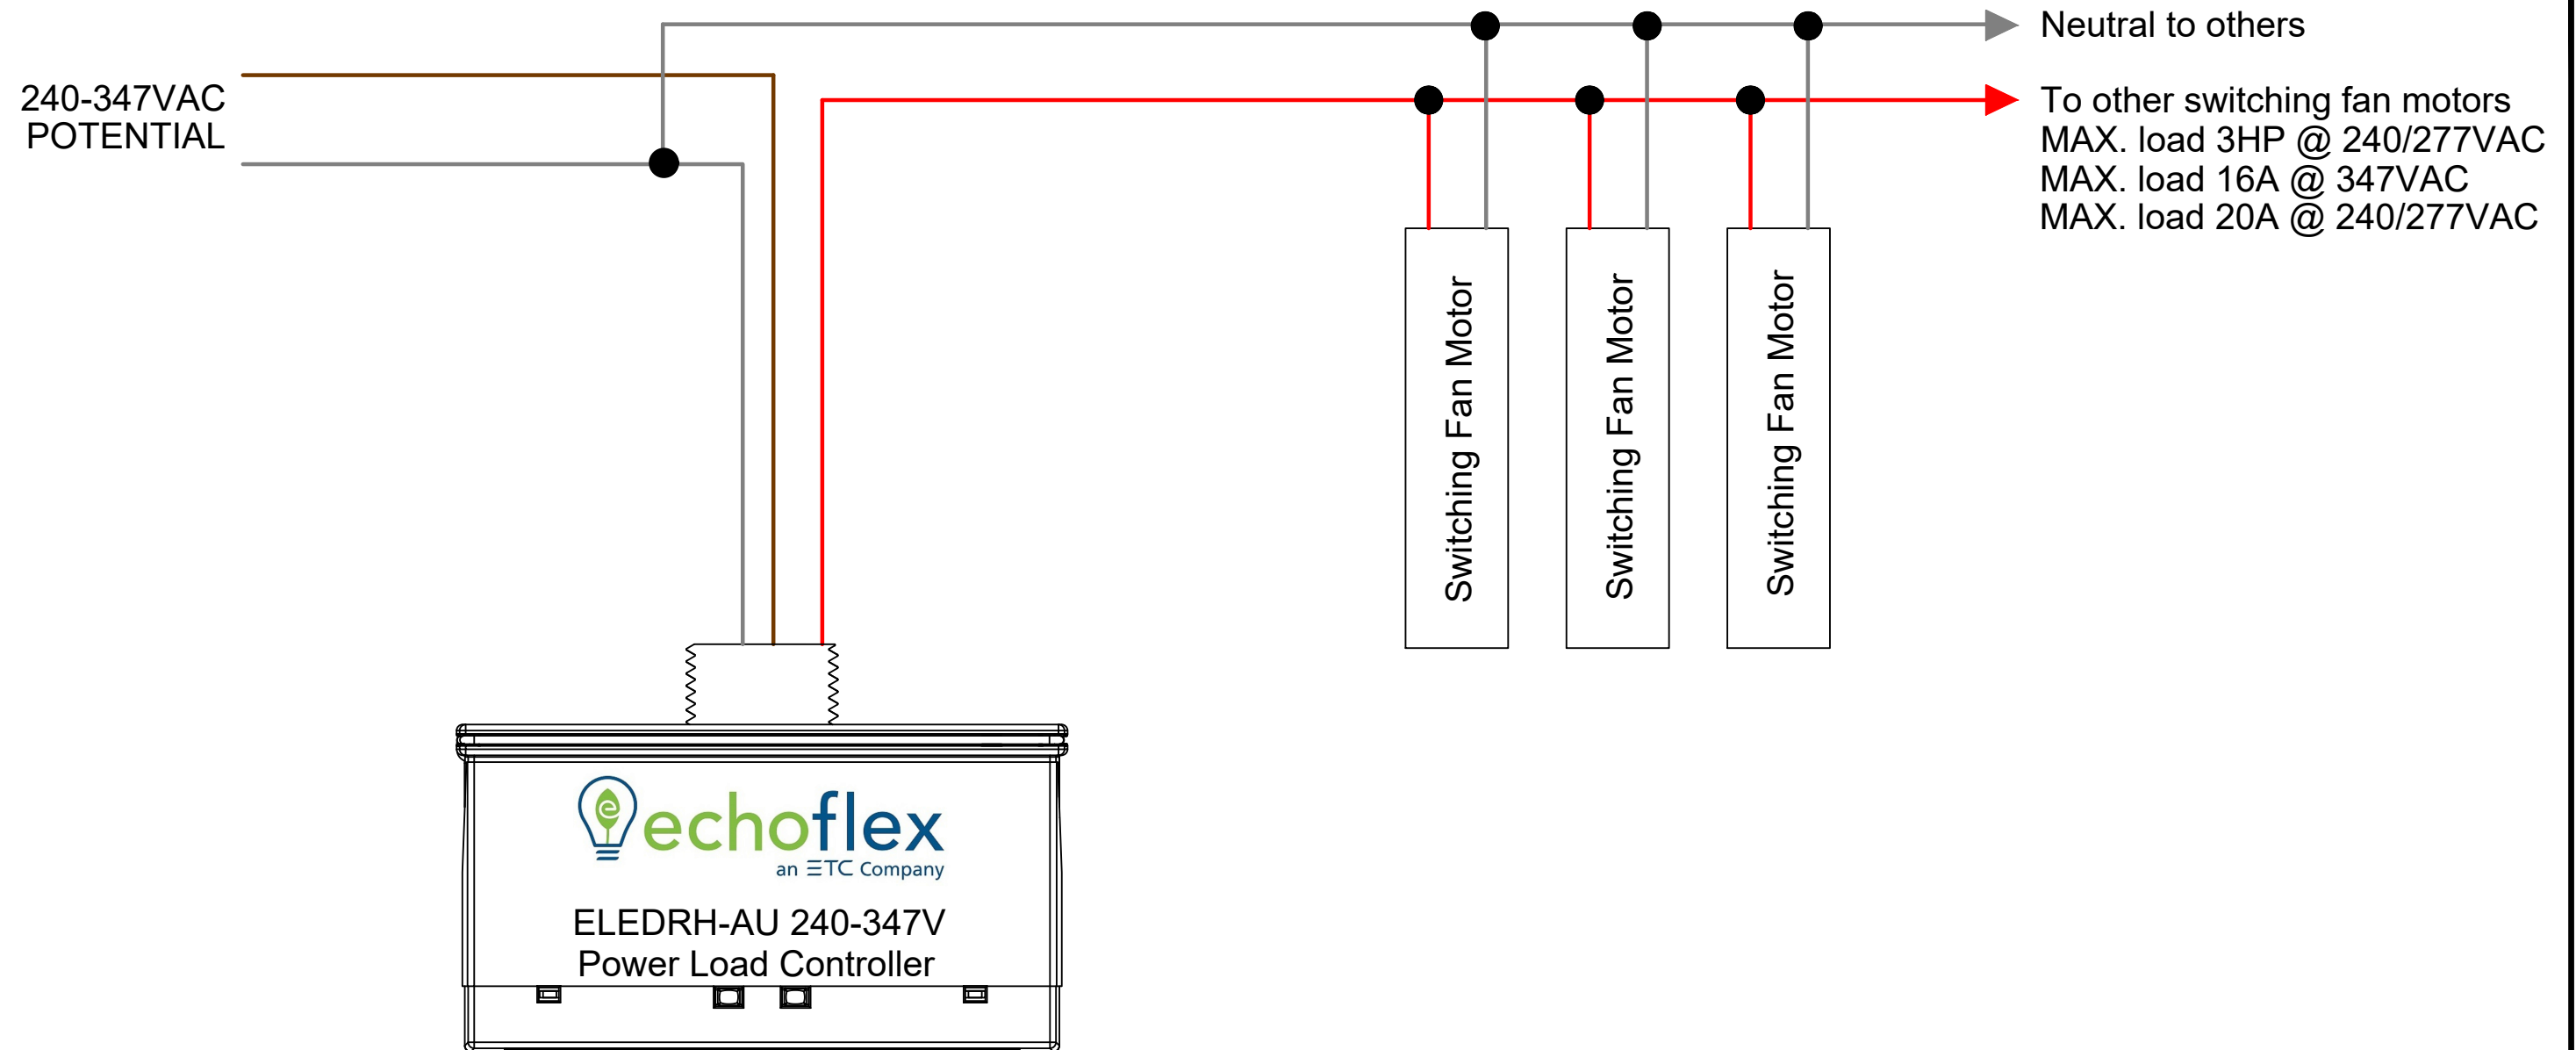 Neutral to others
240-347VAC
POTENTIAL
To other switching fan motors
MAX. load 3HP @ 240/277VAC
MAX. load 16A @ 347VAC
MAX. load 20A @ 240/277VAC
Switching Fan Motor
Switching Fan Motor
Switching Fan Motor
e echoflex
an ETC Company
ELEDRH-AU 240-347V
Power Load Controller